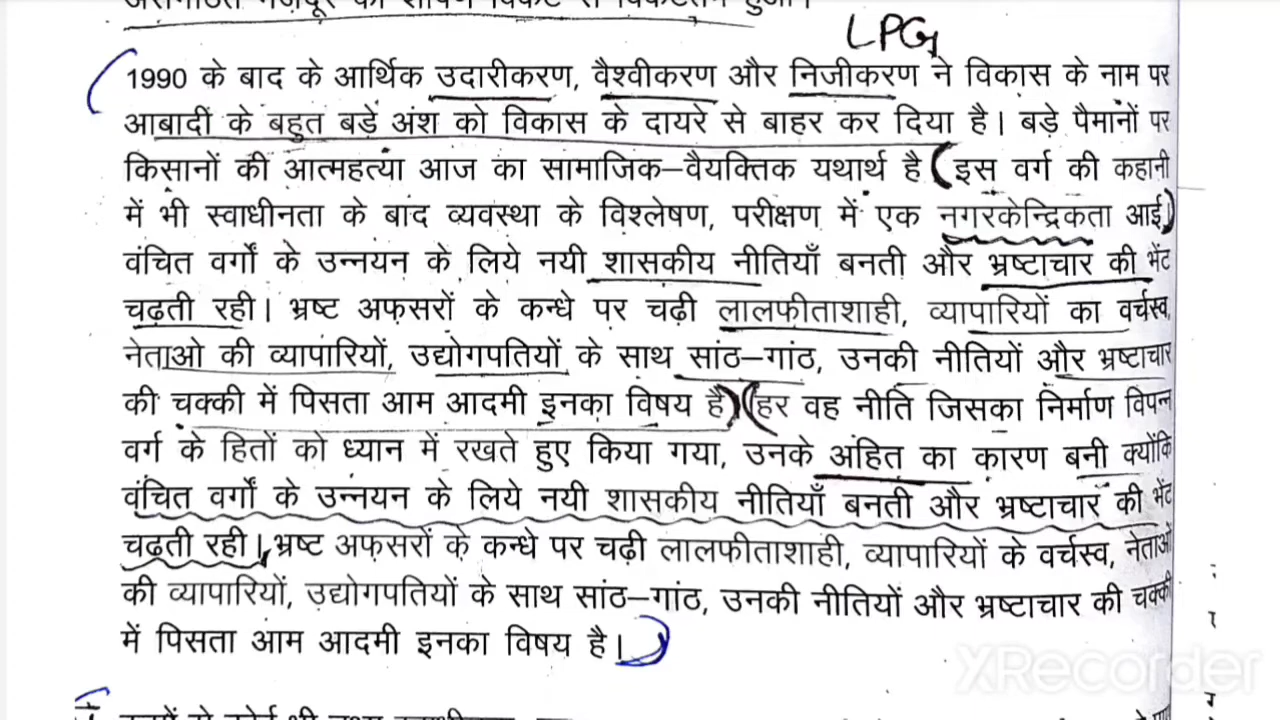 LPG
1990 के बाद के आर्थिक उदारीकरण, वैश्वीकरण और निजीकरण ने विकास के नाम पर
आबादी के बहुत बड़े अंश को विकास के दायरे से बाहर कर दिया है। बड़े पैमानों पर
किसानों की आत्महत्या आज का सामाजिक–वैयक्तिक यथार्थ है (इस वर्ग की कहानी
में भी स्वाधीनता के बाद व्यवस्था के विश्लेषण, परीक्षण में एक नगरकेन्द्रिकता आई)
वंचित वर्गों के उन्नयन के लिये नयी शासकीय नीतियाँ बनती और भ्रष्टाचार की भेंट
चढ़ती रही। भ्रष्ट अफ़सरों के कन्धे पर चढ़ी लालफीताशाही, व्यापारियों का वर्चस्व,
नेताओ की व्यापारियों, उद्योगपतियों के साथ सांठ–गांठ, उनकी नीतियों और भ्रष्टाचार
की चक्की में पिसता आम आदमी इनका विषय है) (हर वह नीति जिसका निर्माण विपन्न
वर्ग के हितों को ध्यान में रखते हुए किया गया, उनके अहित का कारण बनी क्योंकि
वंचित वर्गों के उन्नयन के लिये नयी शासकीय नीतियाँ बनती और भ्रष्टाचार की भेंट
चढ़ती रही। भ्रष्ट अफ़सरों के कन्धे पर चढ़ी लालफीताशाही, व्यापारियों के वर्चस्व, नेताओं
की व्यापारियों, उद्योगपतियों के साथ सांठ–गांठ, उनकी नीतियों और भ्रष्टाचार की चक्की
में पिसता आम आदमी इनका विषय है।)
XRecorder